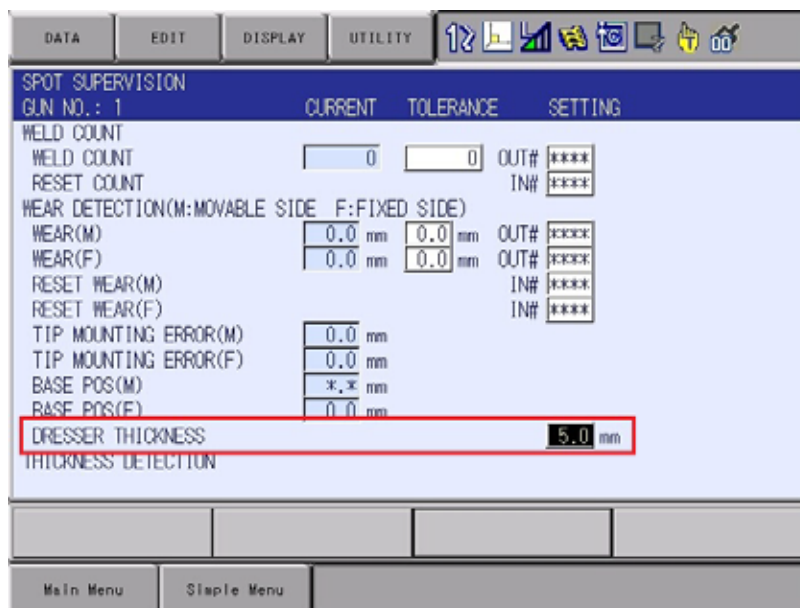 DATA EDIT DISPLAY UTILITY
SPOT SUPERVISION
GUN NO.: 1 CURRENT TOLERANCE SETTING
WELD COUNT
WELD COUNT 0 0 OUT# ****
RESET COUNT IN# ****
WEAR DETECTION(M:MOVABLE SIDE F:FIXED SIDE)
WEAR(M) 0.0 mm 0.0 mm OUT# ****
WEAR(F) 0.0 mm 0.0 mm OUT# ****
RESET WEAR(M) IN# ****
RESET WEAR(F) IN# ****
TIP MOUNTING ERROR(M) 0.0 mm
TIP MOUNTING ERROR(F) 0.0 mm
BASE POS(M) *.* mm
BASE POS(F) 0.0 mm
DRESSER THICKNESS 5.0 mm
THICKNESS DETECTION
Main Menu Simple Menu